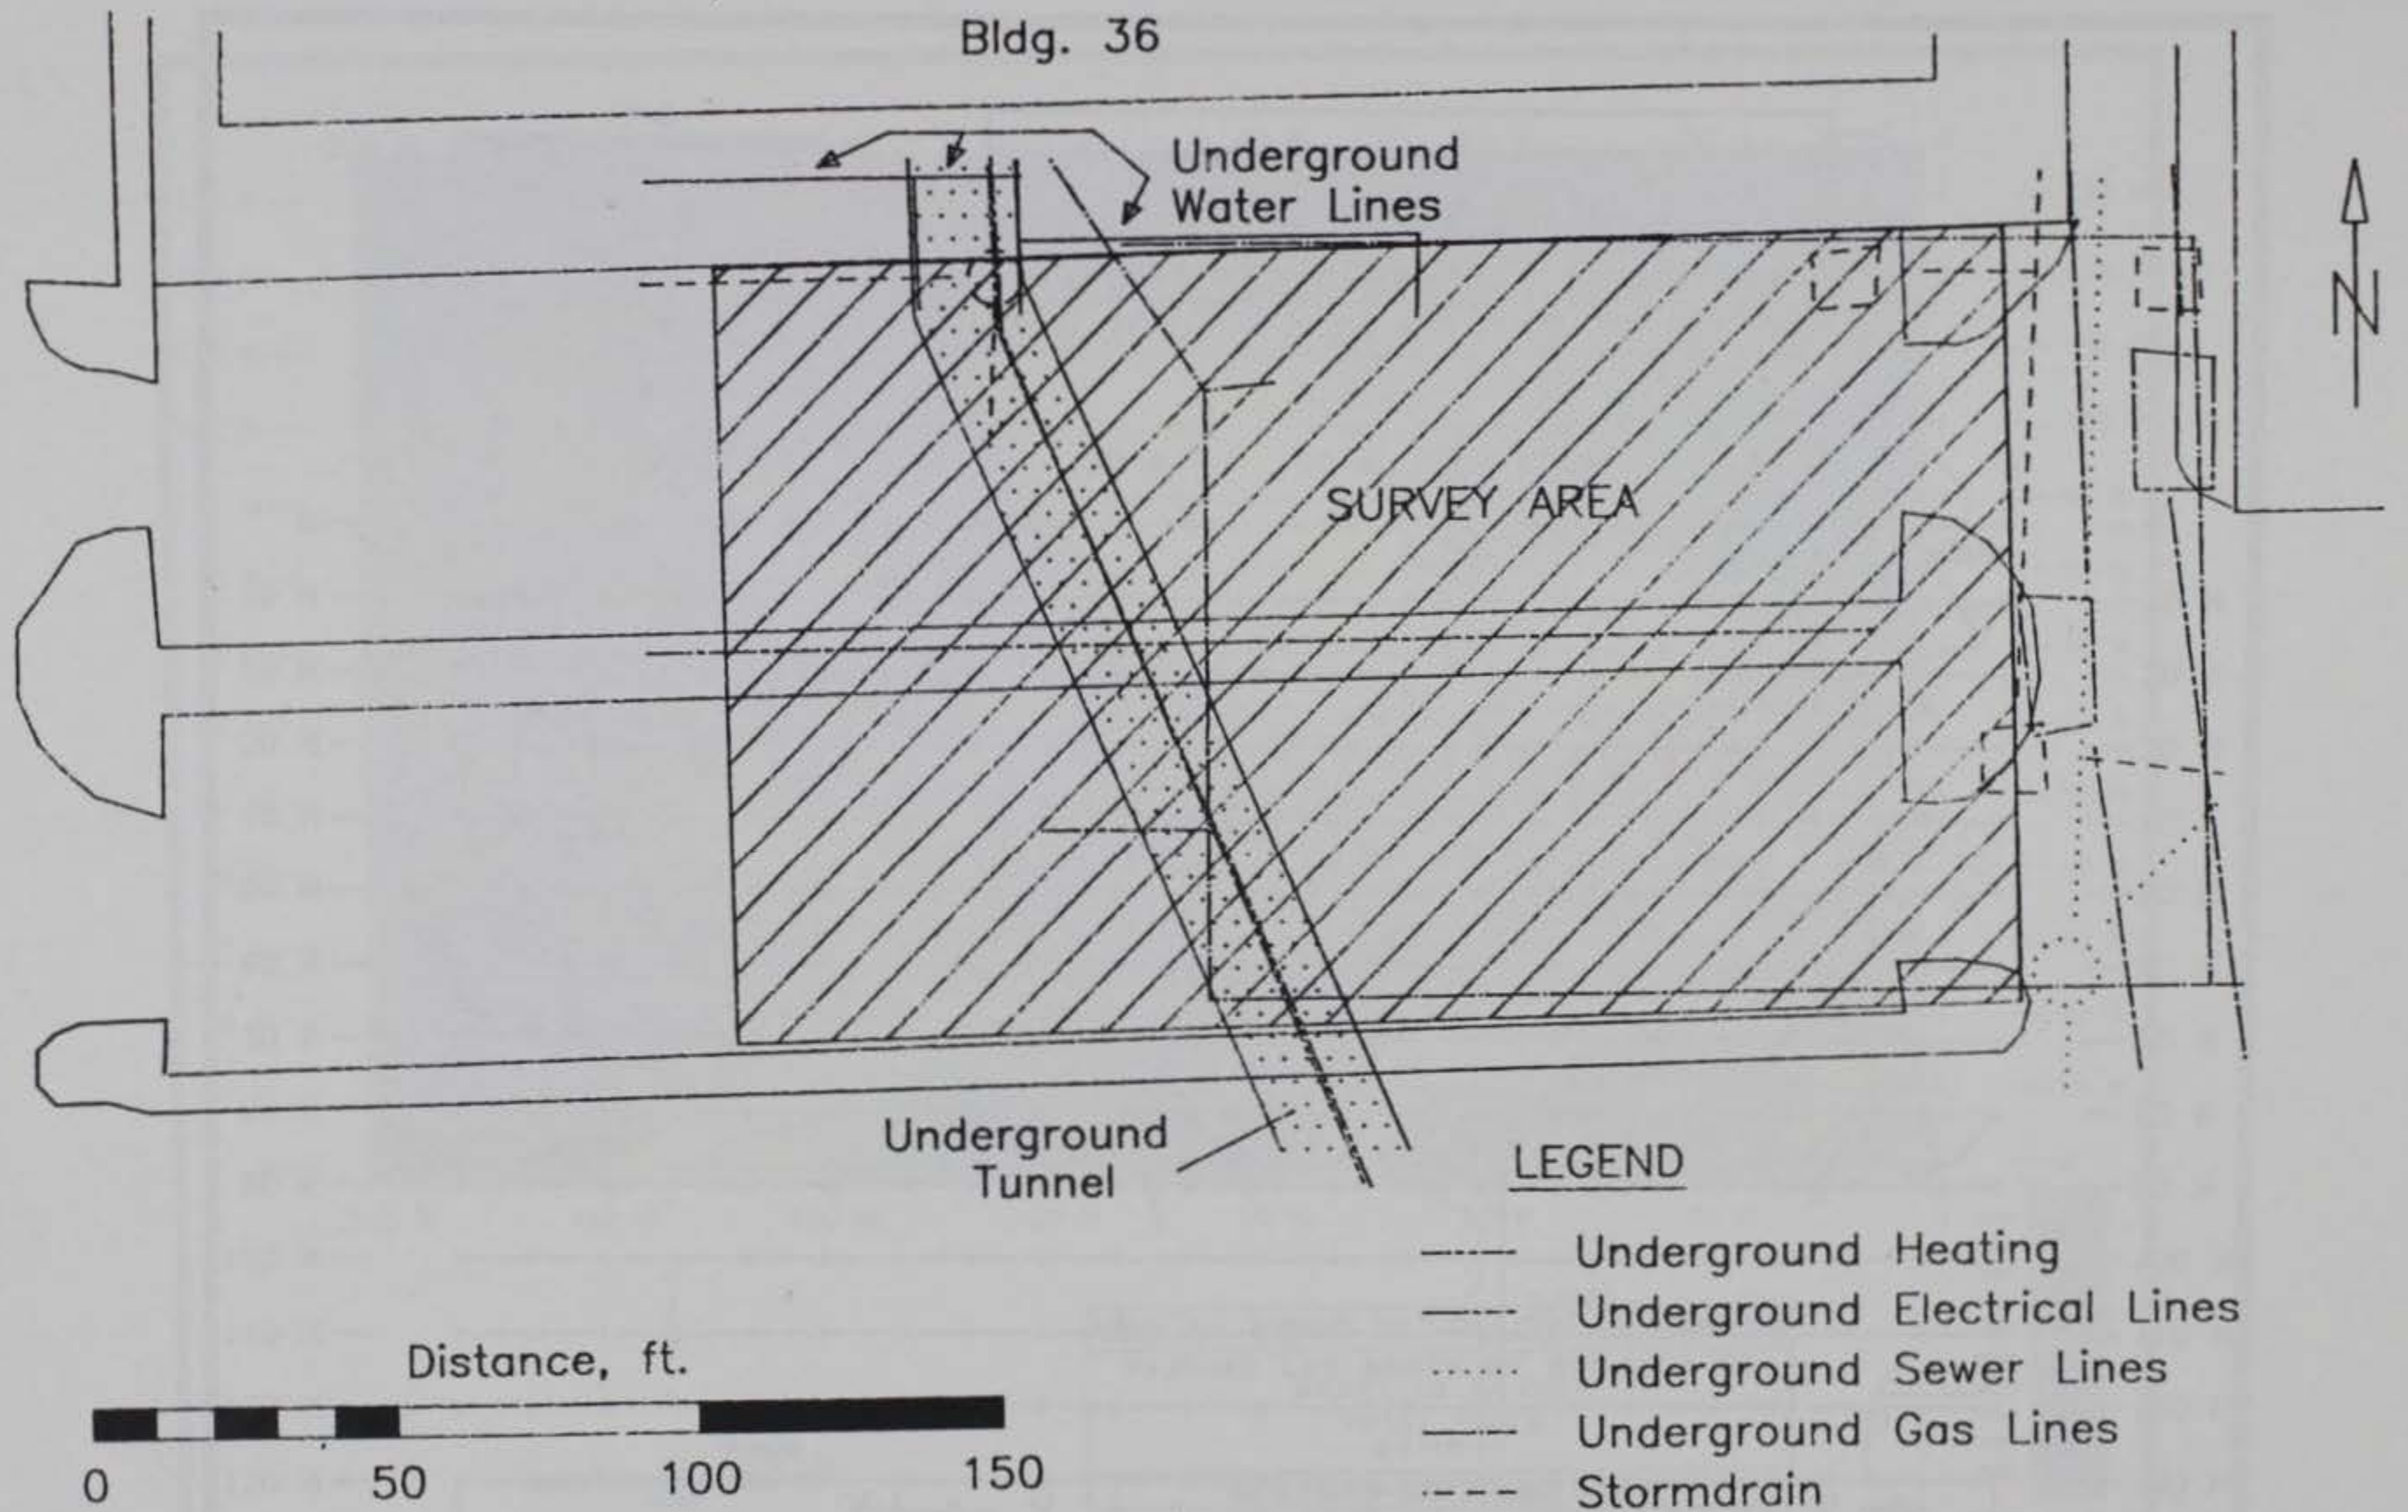 Bldg. 36
Underground
Water Lines
N
SURVEY AREA
Underground
Tunnel
LEGEND
Underground Heating
Underground Electrical Lines
Underground Sewer Lines
Underground Gas Lines
Stormdrain
Distance, ft.
0 50 100 150